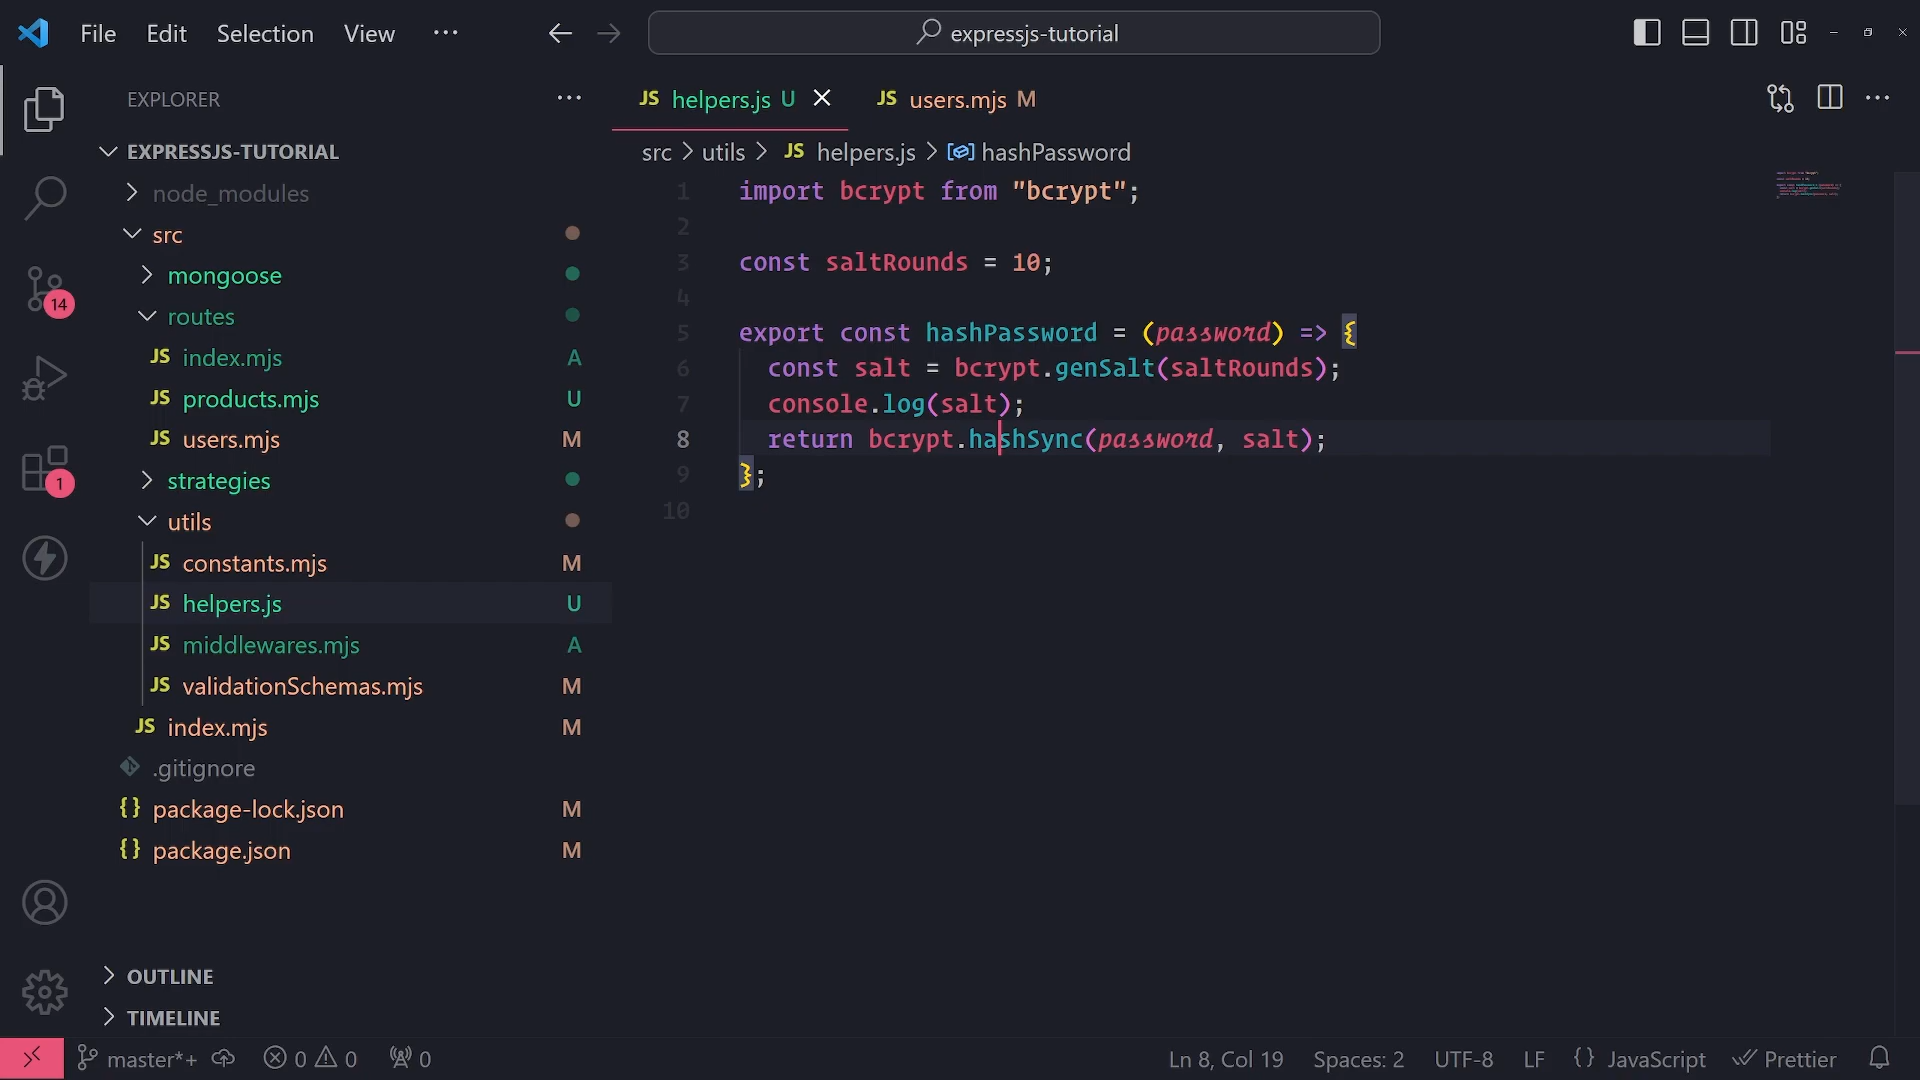 File Edit Selection View ··· expressjs-tutorial
EXPLORER ···
EXPRESSJS-TUTORIAL
node_modules
src
mongoose
routes
JS index.mjs A
JS products.mjs U
JS users.mjs M
strategies
utils
JS constants.mjs M
JS helpers.js U
JS middlewares.mjs A
JS validationSchemas.mjs M
JS index.mjs M
.gitignore
{} package-lock.json M
{} package.json M
OUTLINE
TIMELINE
14
1
JS helpers.js U JS users.mjs M
src > utils > JS helpers.js > hashPassword
1 import bcrypt from "bcrypt";
2
3 const saltRounds = 10;
4
5 export const hashPassword = (password) => {
6 const salt = bcrypt.genSalt(saltRounds);
7 console.log(salt);
8 return bcrypt.hashSync(password, salt);
9 };
10
master*+ 0 0 0 Ln 8, Col 19 Spaces: 2 UTF-8 LF {} JavaScript Prettier